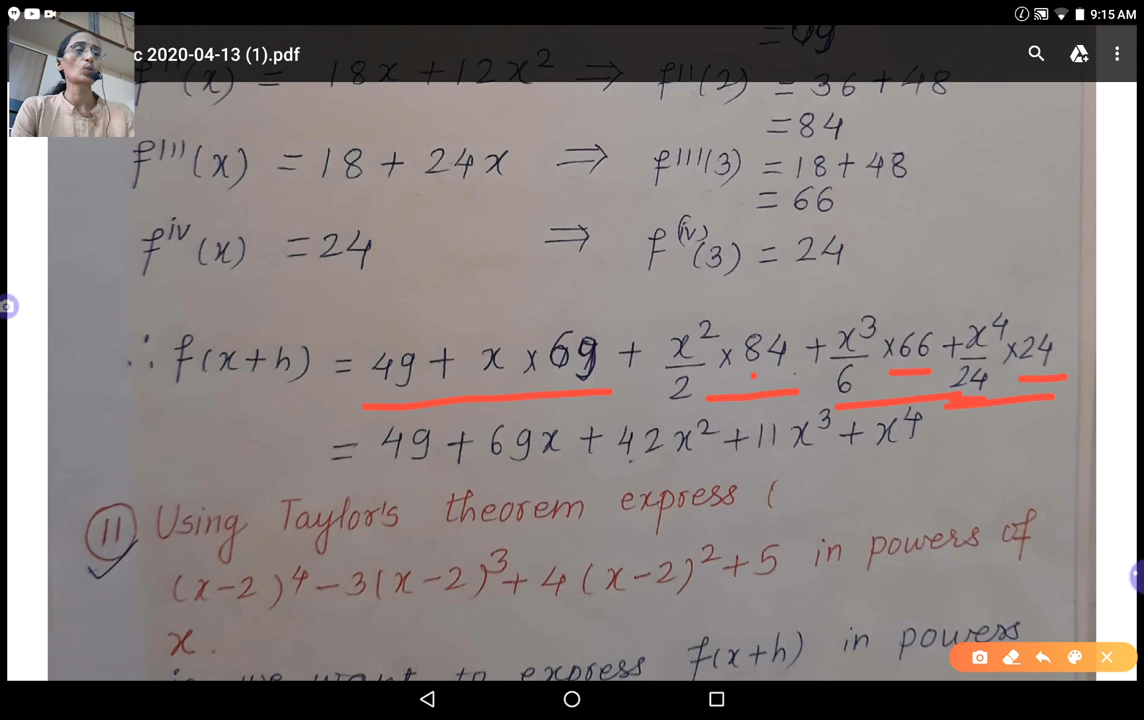 9:15 AM
c 2020-04-13 (1).pdf
= 69
f''(x) = 18x + 12x² ⇒ f''(2) = 36 + 48
= 84
f'''(x) = 18 + 24x ⇒ f'''(3) = 18 + 48
= 66
f^iv (x) = 24 ⇒ f^(iv)(3) = 24
∴ f(x+h) = 49 + x × 69 + x²/2 × 84 + x³/6 × 66 + x⁴/24 × 24
= 49 + 69x + 42x² + 11x³ + x⁴
(11) Using Taylor's theorem express (
(x-2)⁴ - 3(x-2)³ + 4(x-2)² + 5 in powers of
x.
we want to express f(x+h) in powers